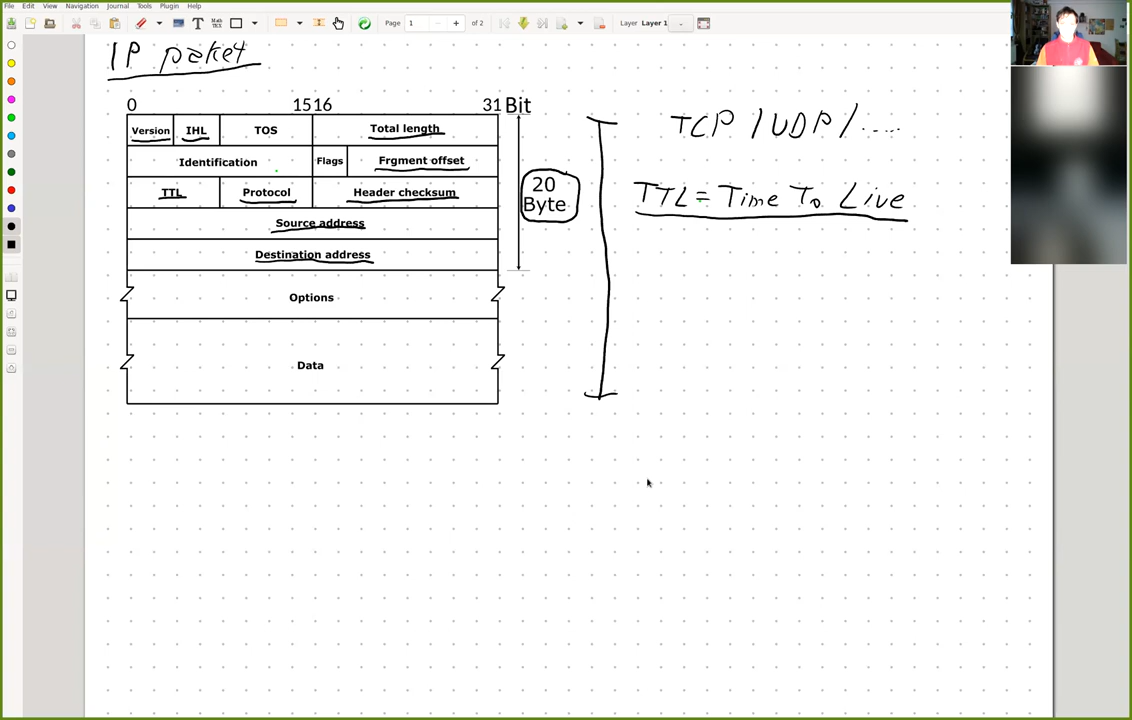 File Edit View Navigation Journal Tools Plugin Help
Page 1 of 2 Layer Layer 1
IP paket
0 15 16 31 Bit
Version IHL TOS Total length
Identification Flags Frgment offset
TTL Protocol Header checksum
Source address
Destination address
Options
Data
20
Byte
TCP / UDP / ....
TTL = Time To Live